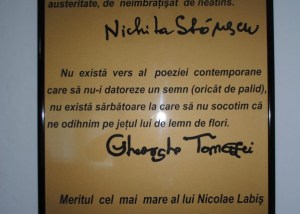 austeritate, de neîmbrățișat de neatins.
Nichita Stănescu
Nu există vers al poeziei contemporane
care să nu-i datoreze un semn (oricât de palid),
nu există sărbătoare la care să nu socotim că
ne odihnim pe jețul lui de lemn de flori.
Gheorghe Tomozei
Meritul cel mai mare al lui Nicolae Labiș